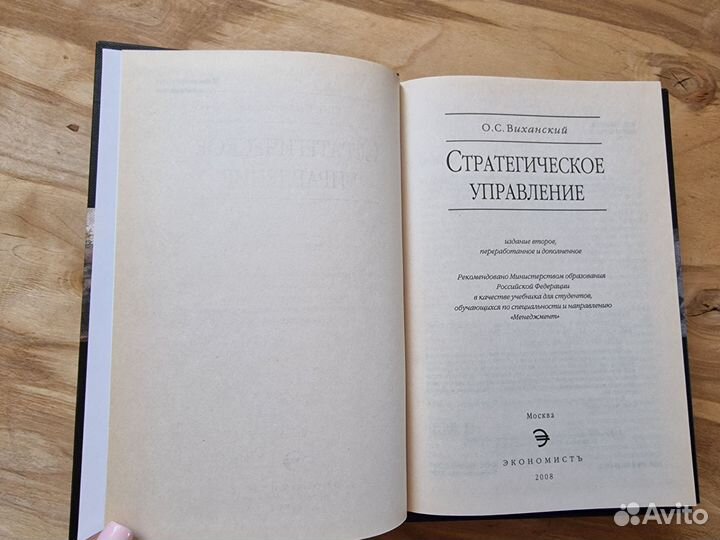 О.С. Виханский
СТРАТЕГИЧЕСКОЕ
УПРАВЛЕНИЕ
издание второе,
переработанное и дополненное
Рекомендовано Министерством образования
Российской Федерации
в качестве учебника для студентов,
обучающихся по специальности и направлению
«Менеджмент»
Москва
Э
ЭКОНОМИСТЪ
2008
Avito